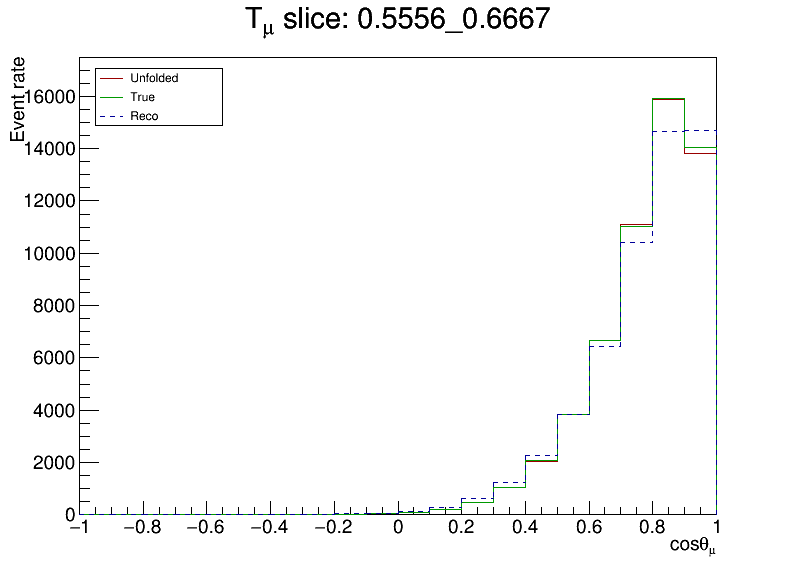 Tμ slice: 0.5556_0.6667
Event rate
Unfolded
True
Reco
16000
14000
12000
10000
8000
6000
4000
2000
0
−1 −0.8 −0.6 −0.4 −0.2 0 0.2 0.4 0.6 0.8 1
cosθμ